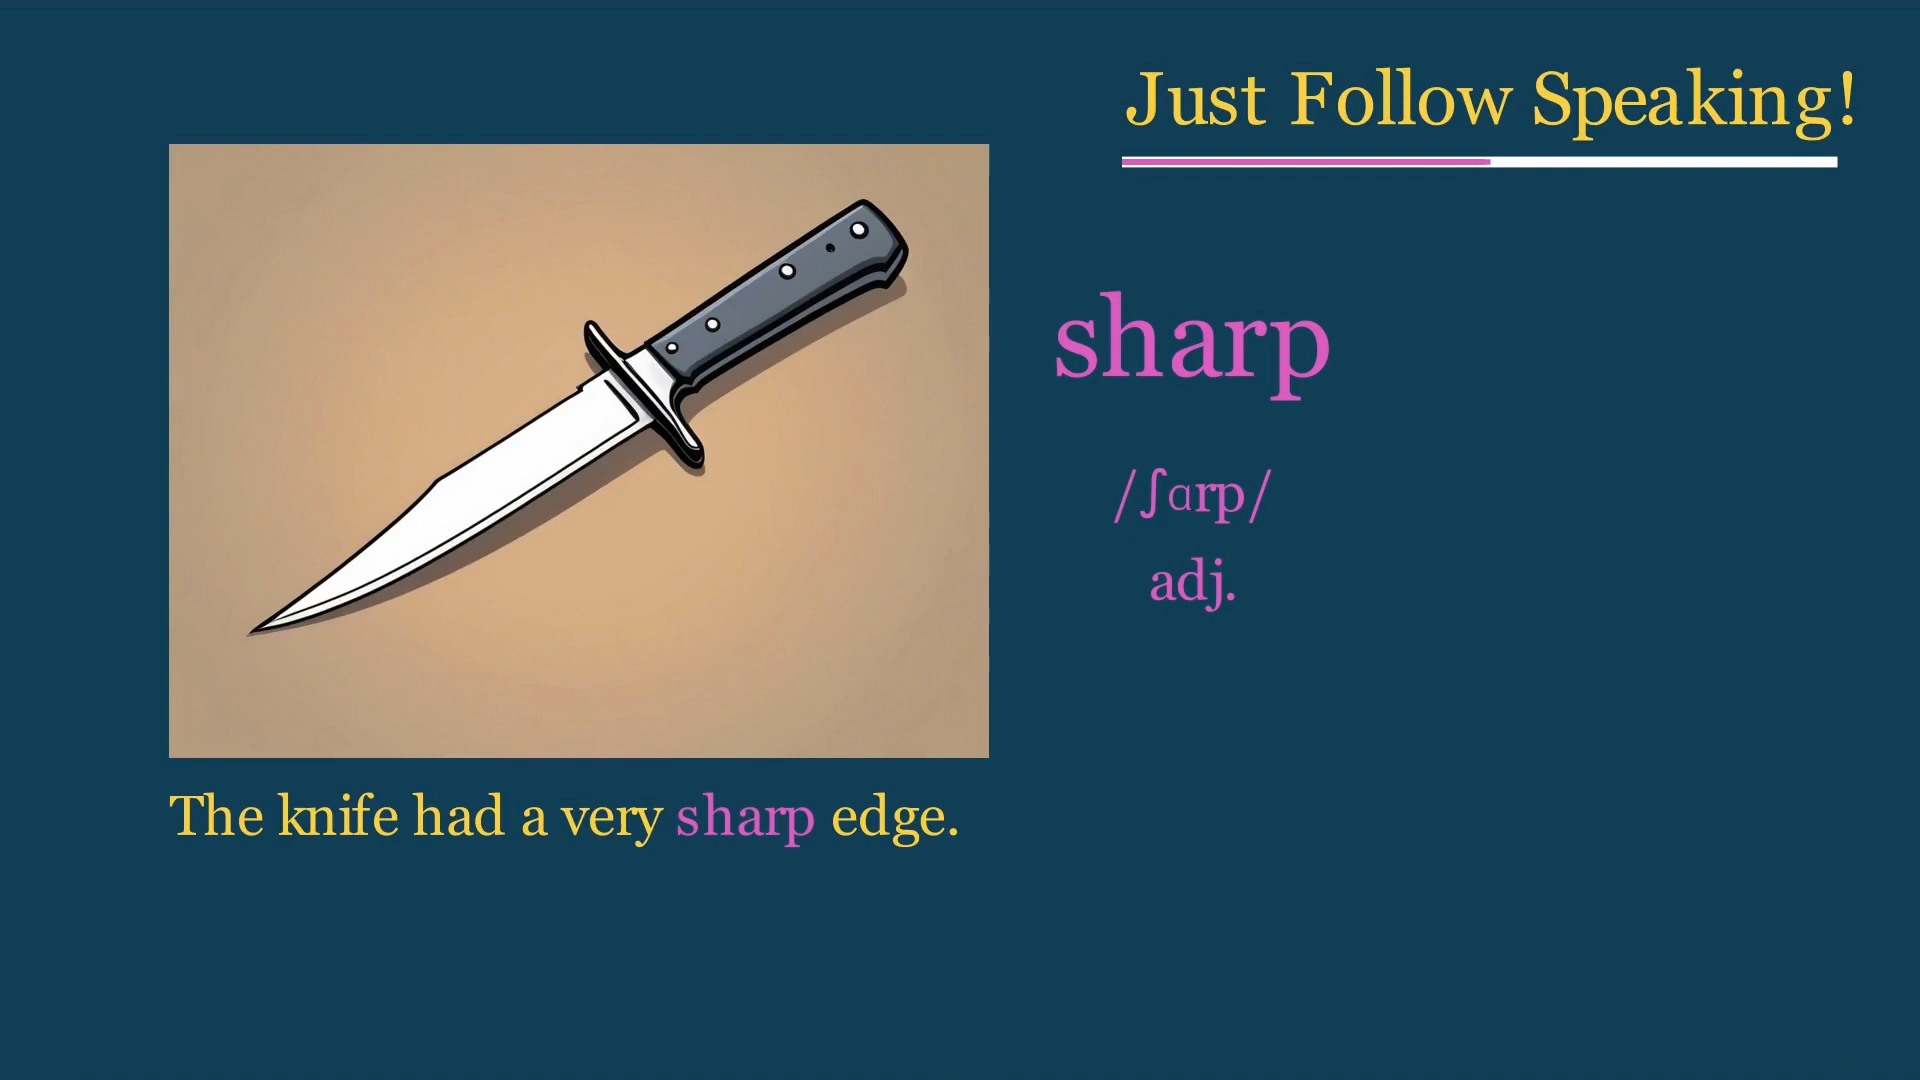 Just Follow Speaking!
sharp
/ʃɑrp/
adj.
The knife had a very sharp edge.